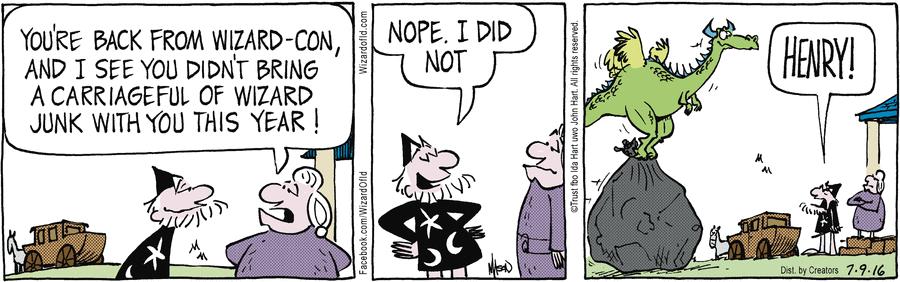 YOU'RE BACK FROM WIZARD-CON,
AND I SEE YOU DIDN'T BRING
A CARRIAGEFUL OF WIZARD
JUNK WITH YOU THIS YEAR!
WizardofId.com
Facebook.com/WizardOfId
NOPE. I DID
NOT
MASON
©Trust fbo Ida Hart uwo John Hart. All rights reserved.
HENRY!
Dist. by Creators 7-9-16